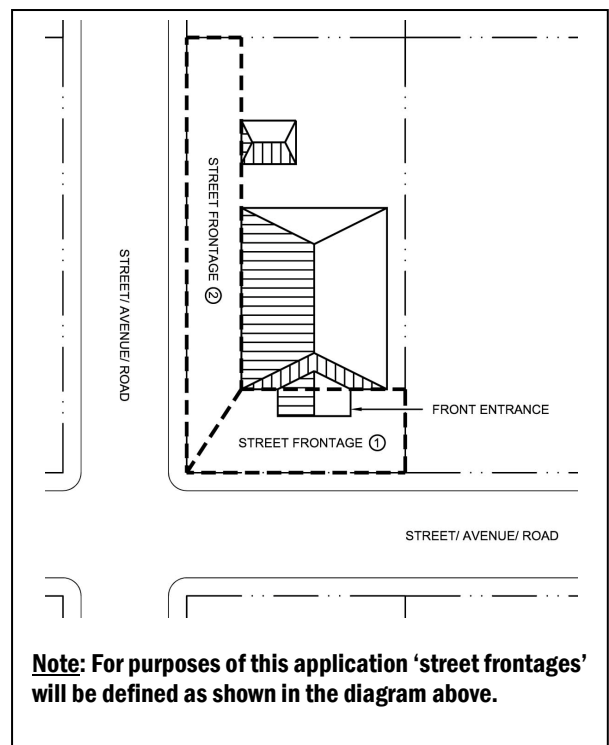 STREET FRONTAGE ②
STREET/ AVENUE/ ROAD
FRONT ENTRANCE
STREET FRONTAGE ①
STREET/ AVENUE/ ROAD
Note: For purposes of this application ‘street frontages’
will be defined as shown in the diagram above.